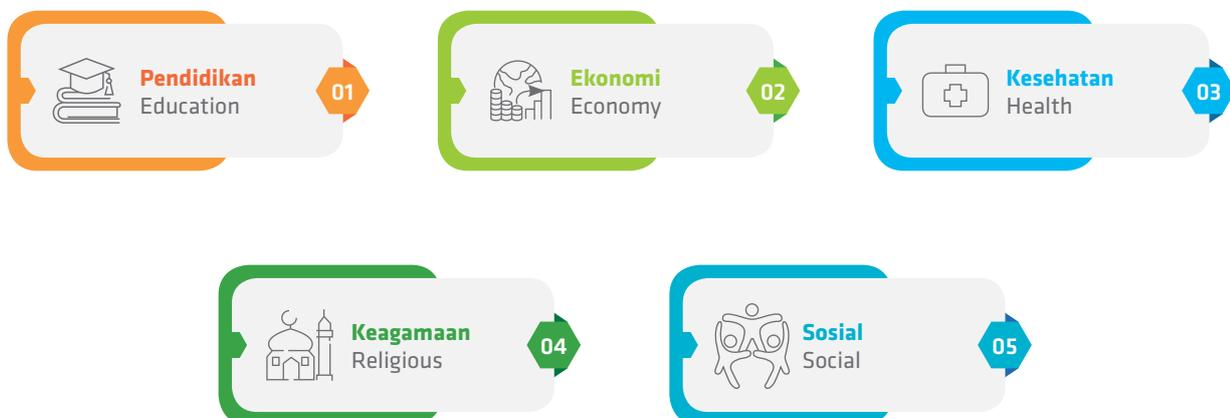 Pendidikan
Education
01
Ekonomi
Economy
02
Kesehatan
Health
03
Keagamaan
Religious
04
Sosial
Social
05